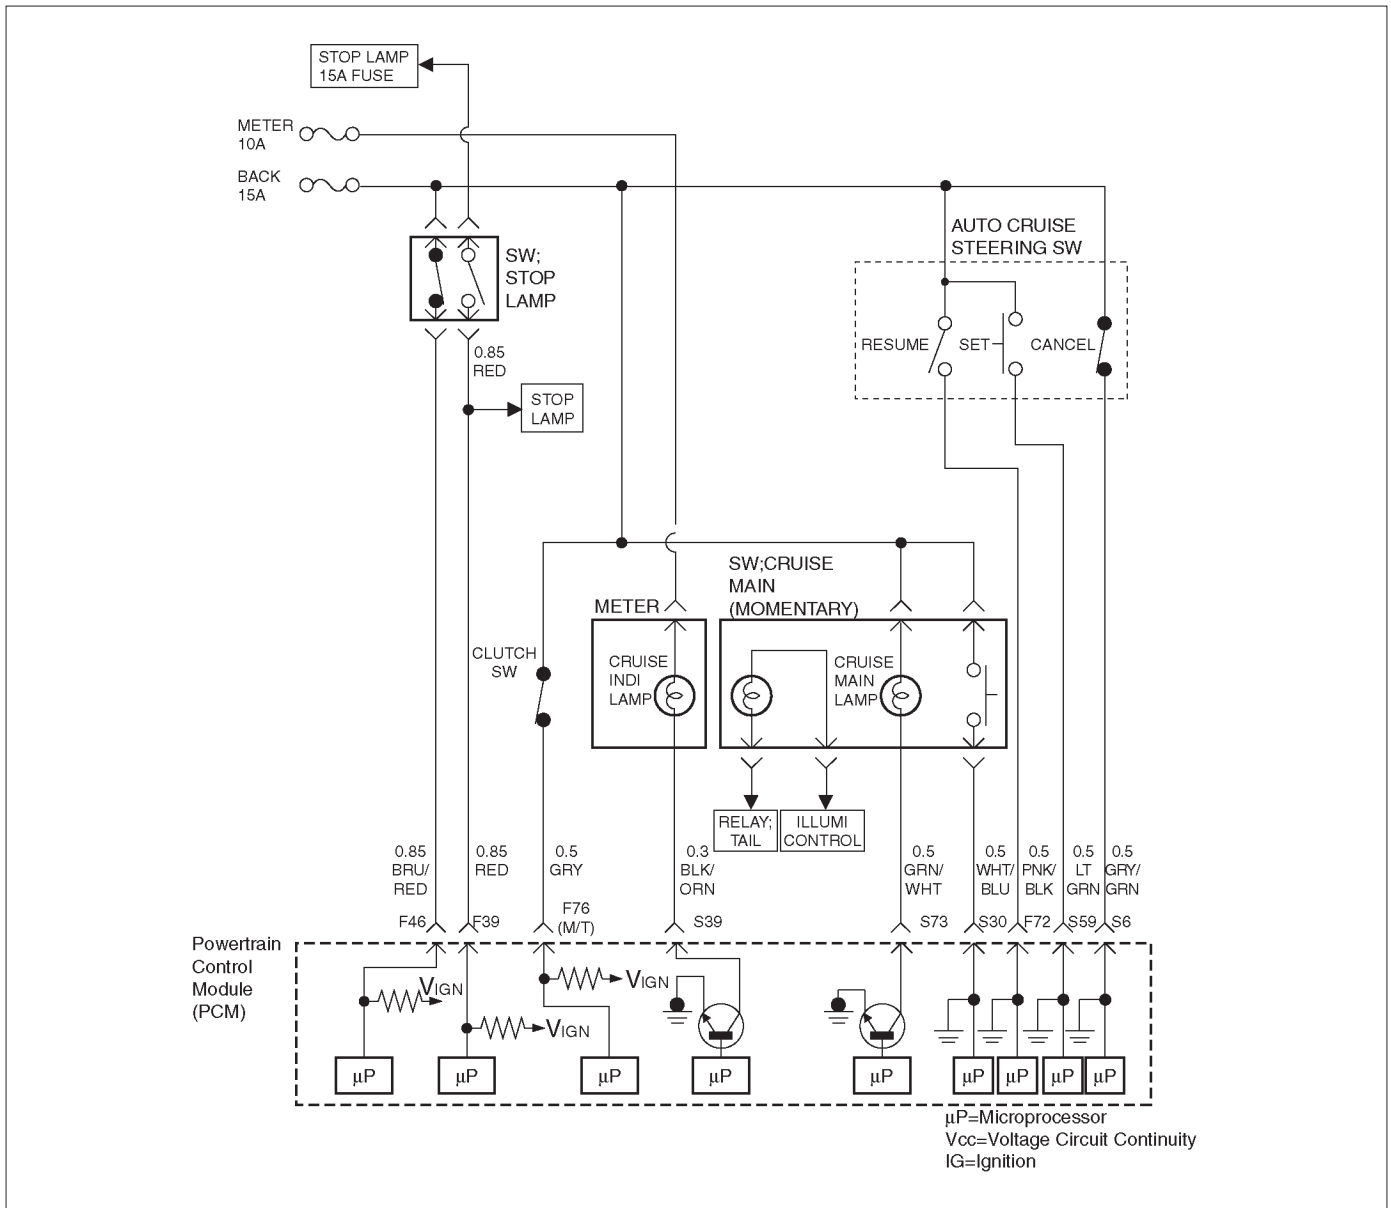 STOP LAMP
15A FUSE
METER
10A
BACK
15A
AUTO CRUISE
STEERING SW
SW;
STOP
LAMP
RESUME
SET
CANCEL
0.85
RED
STOP
LAMP
SW;CRUISE
MAIN
(MOMENTARY)
METER
CLUTCH
SW
CRUISE
INDI
LAMP
CRUISE
MAIN
LAMP
RELAY;
TAIL
ILLUMI
CONTROL
0.85
BRU/
RED
0.85
RED
0.5
GRY
0.3
BLK/
ORN
0.5
GRN/
WHT
0.5
WHT/
BLU
0.5
PNK/
BLK
0.5
LT
GRN
0.5
GRY/
GRN
F46
F39
F76
(M/T)
S39
S73
S30
F72
S59
S6
Powertrain
Control
Module
(PCM)
VIGN
VIGN
VIGN
µP
µP
µP
µP
µP
µP
µP
µP
µP
µP=Microprocessor
Vcc=Voltage Circuit Continuity
IG=Ignition